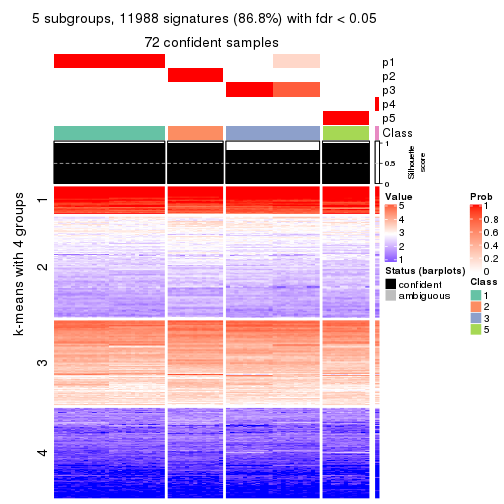 5 subgroups, 11988 signatures (86.8%) with fdr < 0.05
72 confident samples
p1
p2
p3
p4
p5
Class
1
0.5
0
Silhouette
score
k-means with 4 groups
1
2
3
4
Value
5
4
3
2
1
Status (barplots)
confident
ambiguous
Prob
1
0.8
0.6
0.4
0.2
0
Class
1
2
3
5